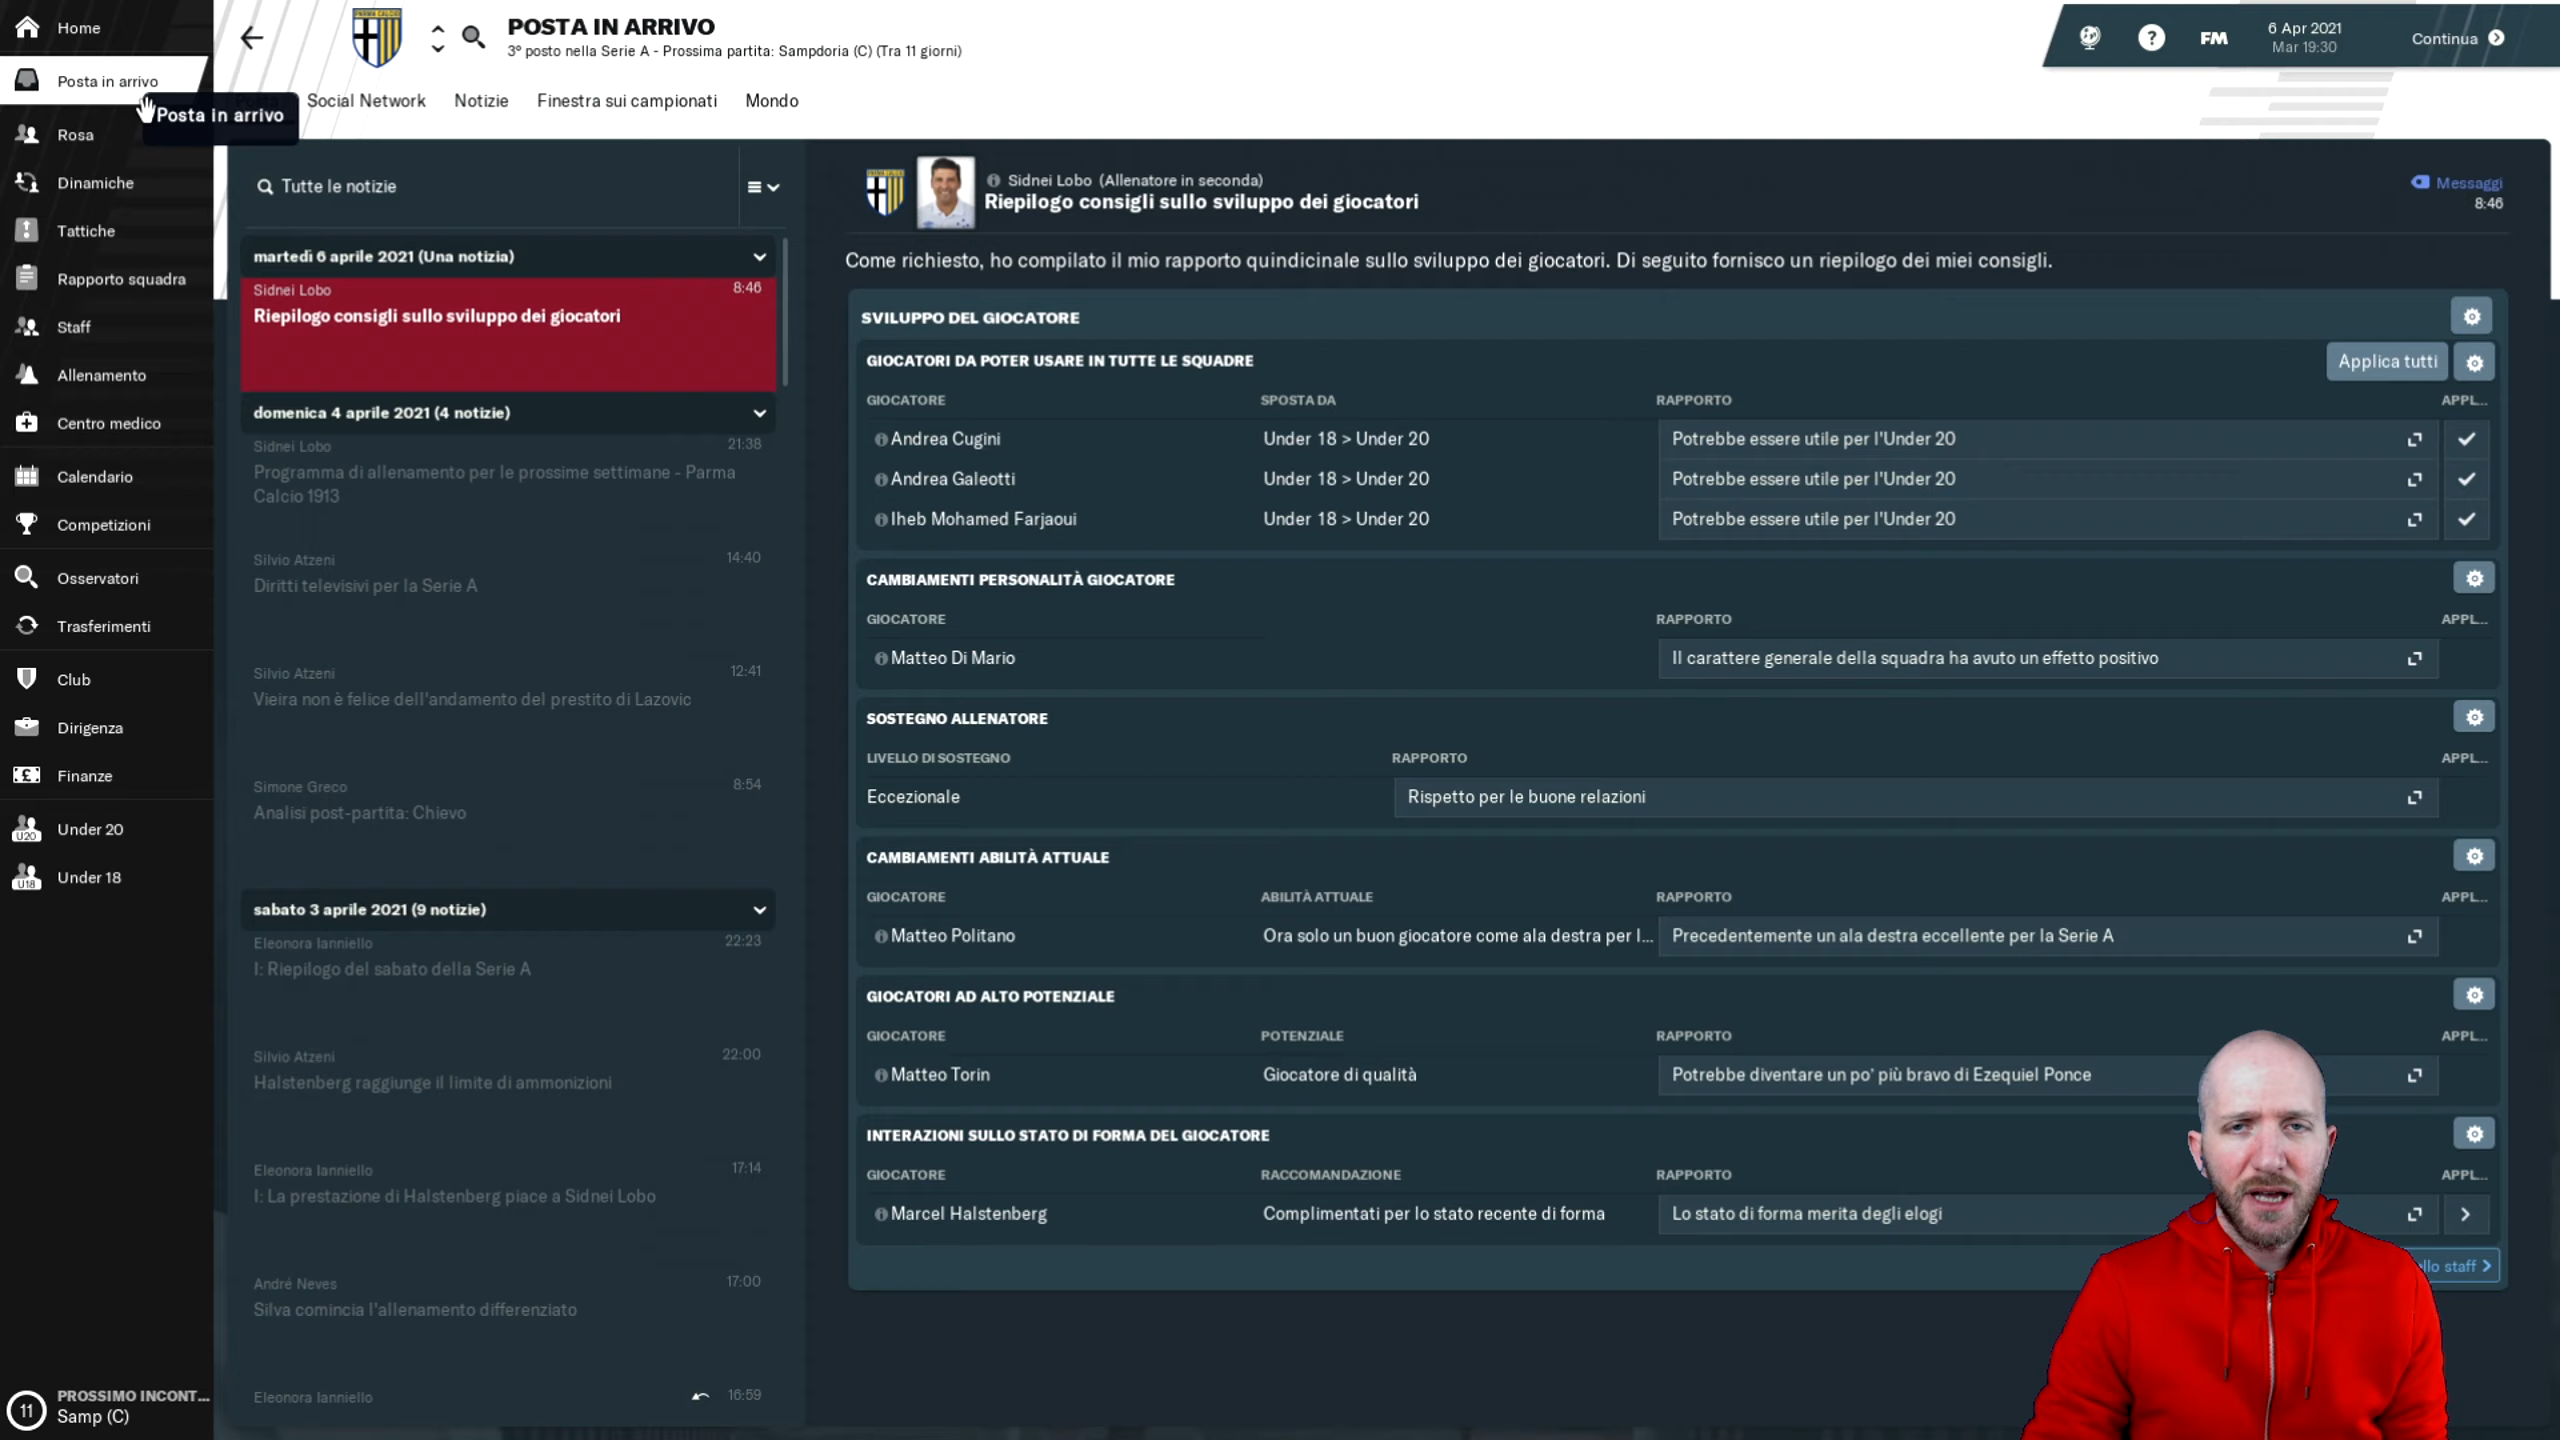 Home
Posta in arrivo
Posta in arrivo
Rosa
Dinamiche
Tattiche
Rapporto squadra
Staff
Allenamento
Centro medico
Calendario
Competizioni
Osservatori
Trasferimenti
Club
Dirigenza
Finanze
U20
Under 20
U18
Under 18
11
PROSSIMO INCONT...
Samp (C)
POSTA IN ARRIVO
3º posto nella Serie A - Prossima partita: Sampdoria (C) (Tra 11 giorni)
FM
6 Apr 2021
Mar 19:30
Continua
Social Network
Notizie
Finestra sui campionati
Mondo
Tutte le notizie
martedì 6 aprile 2021 (Una notizia)
Sidnei Lobo
8:46
Riepilogo consigli sullo sviluppo dei giocatori
domenica 4 aprile 2021 (4 notizie)
Sidnei Lobo
21:38
Programma di allenamento per le prossime settimane - Parma
Calcio 1913
Silvio Atzeni
14:40
Diritti televisivi per la Serie A
Silvio Atzeni
12:41
Vieira non è felice dell'andamento del prestito di Lazovic
Simone Greco
8:54
Analisi post-partita: Chievo
sabato 3 aprile 2021 (9 notizie)
Eleonora Ianniello
22:23
I: Riepilogo del sabato della Serie A
Silvio Atzeni
22:00
Halstenberg raggiunge il limite di ammonizioni
Eleonora Ianniello
17:14
I: La prestazione di Halstenberg piace a Sidnei Lobo
André Neves
17:00
Silva comincia l'allenamento differenziato
Eleonora Ianniello
16:59
Sidnei Lobo (Allenatore in seconda)
Riepilogo consigli sullo sviluppo dei giocatori
Messaggi
8:46
Come richiesto, ho compilato il mio rapporto quindicinale sullo sviluppo dei giocatori. Di seguito fornisco un riepilogo dei miei consigli.
SVILUPPO DEL GIOCATORE
GIOCATORI DA POTER USARE IN TUTTE LE SQUADRE
Applica tutti
GIOCATORE SPOSTA DA RAPPORTO APPL...
Andrea Cugini Under 18 > Under 20 Potrebbe essere utile per l'Under 20
Andrea Galeotti Under 18 > Under 20 Potrebbe essere utile per l'Under 20
Iheb Mohamed Farjaoui Under 18 > Under 20 Potrebbe essere utile per l'Under 20
CAMBIAMENTI PERSONALITÀ GIOCATORE
GIOCATORE RAPPORTO APPL...
Matteo Di Mario Il carattere generale della squadra ha avuto un effetto positivo
SOSTEGNO ALLENATORE
LIVELLO DI SOSTEGNO RAPPORTO APPL...
Eccezionale Rispetto per le buone relazioni
CAMBIAMENTI ABILITÀ ATTUALE
GIOCATORE ABILITÀ ATTUALE RAPPORTO APPL...
Matteo Politano Ora solo un buon giocatore come ala destra per l... Precedentemente un ala destra eccellente per la Serie A
GIOCATORI AD ALTO POTENZIALE
GIOCATORE POTENZIALE RAPPORTO APPL...
Matteo Torin Giocatore di qualità Potrebbe diventare un po' più bravo di Ezequiel Ponce
INTERAZIONI SULLO STATO DI FORMA DEL GIOCATORE
GIOCATORE RACCOMANDAZIONE RAPPORTO APPL...
Marcel Halstenberg Complimentati per lo stato recente di forma Lo stato di forma merita degli elogi
staff